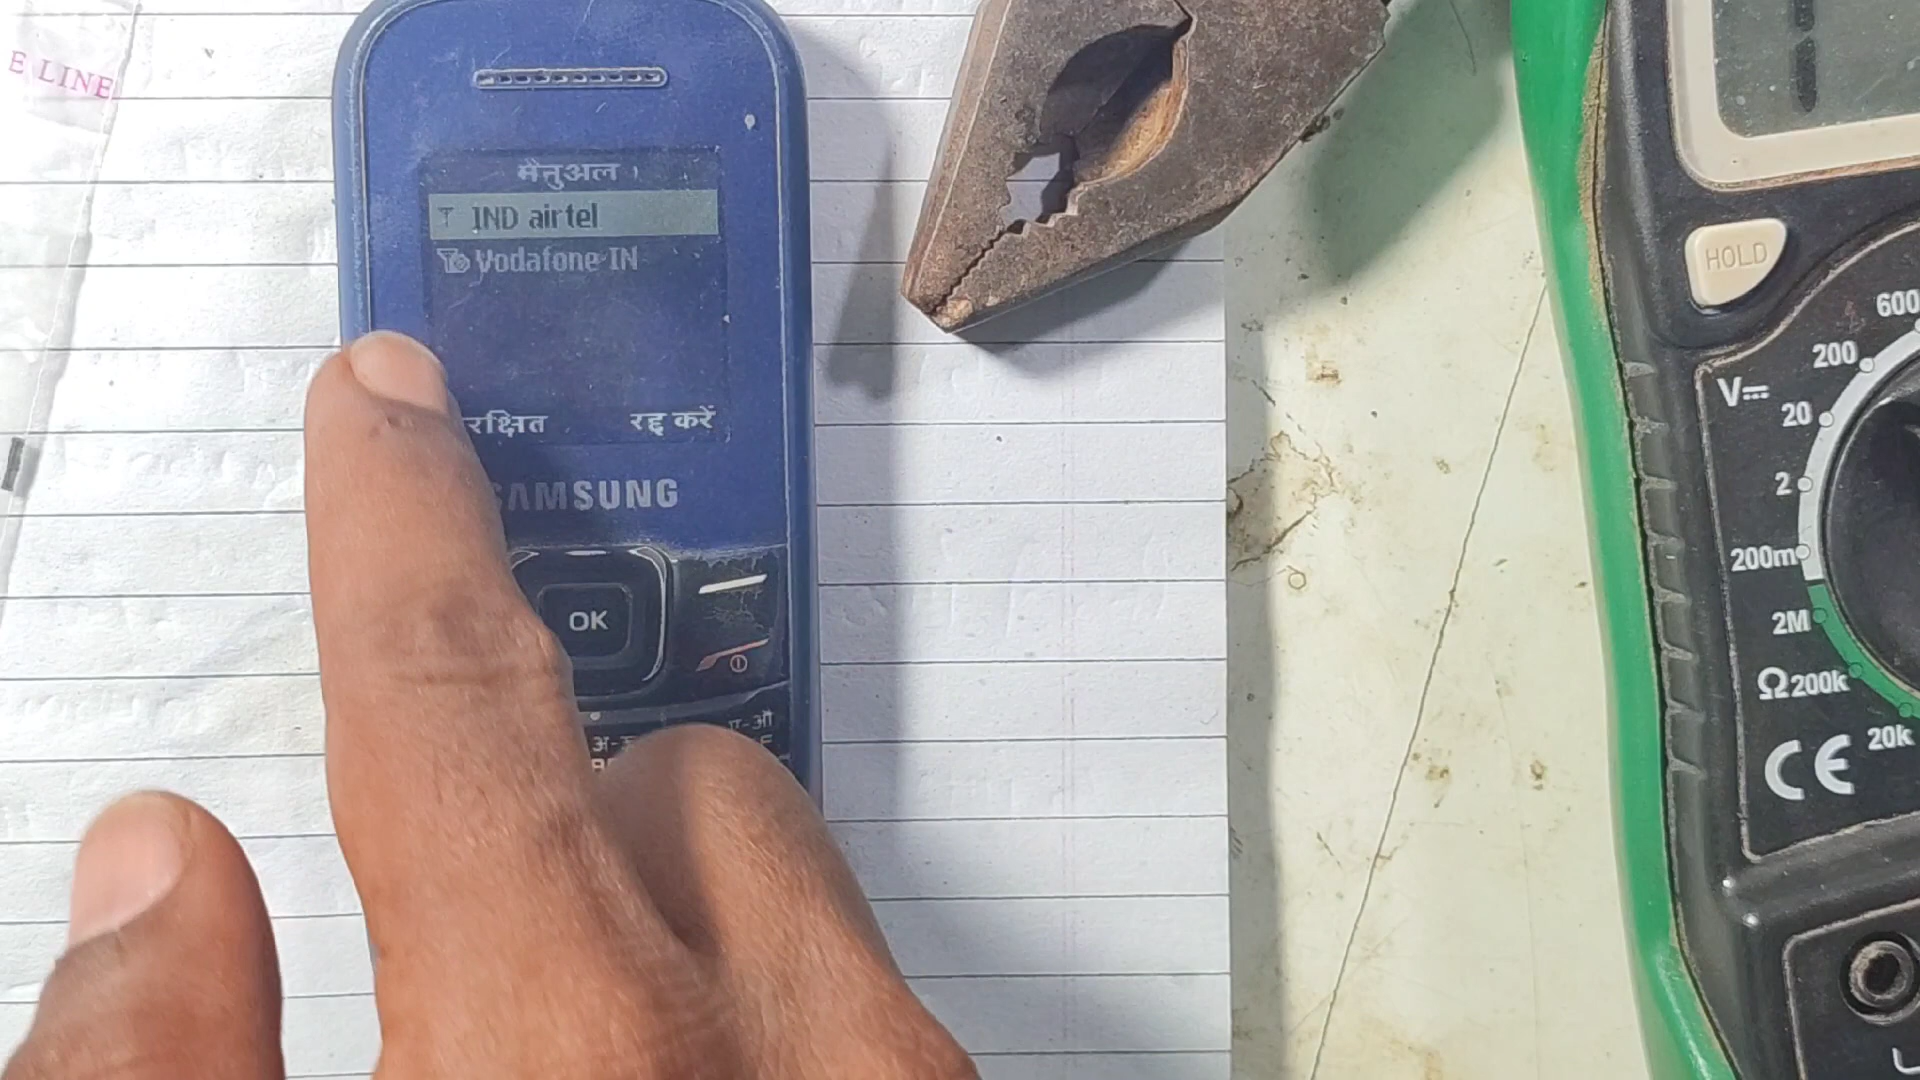 E LINE
मैनुअल
IND airtel
Vodafone IN
रक्षित रद्द करें
SAMSUNG
OK
HOLD
600
200
V
20
2
200m
2M
Ω 200k
20k
CE